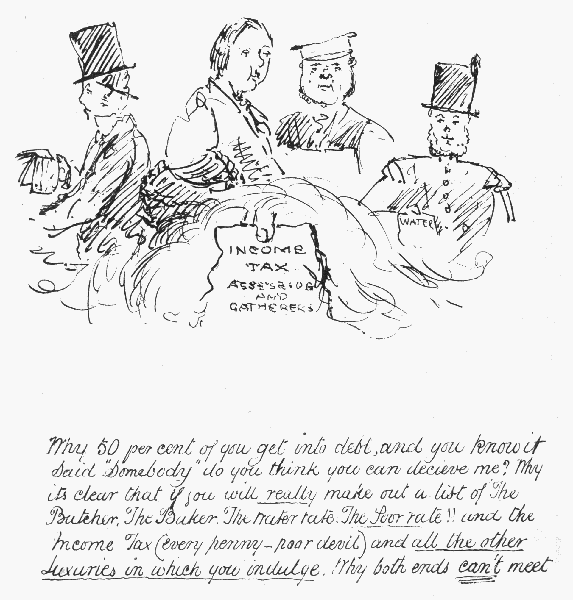 WATER
INCOME
TAX
ASSESSING
AND
GATHERERS
Why 50 per cent of you get into debt, and you know it
said "Somebody" do you think you can decieve me? Why
its clear that if you will really make out a list of The
Butcher, The Baker. The water rate. The Poor rate!! and the
Income Tax (every penny - poor devil) and all the other
Luxuries in which you indulge. Why both ends can't meet